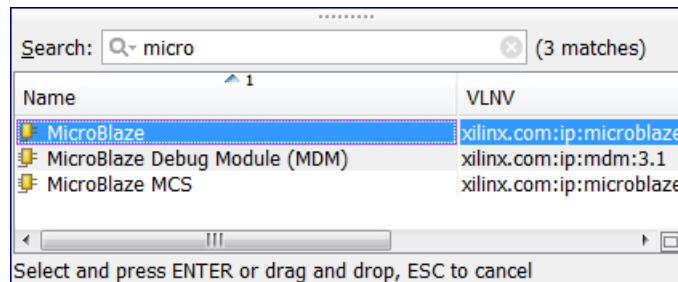 Search: micro (3 matches)
Name 1 VLNV
MicroBlaze xilinx.com:ip:microblaze
MicroBlaze Debug Module (MDM) xilinx.com:ip:mdm:3.1
MicroBlaze MCS xilinx.com:ip:microblaze
Select and press ENTER or drag and drop, ESC to cancel